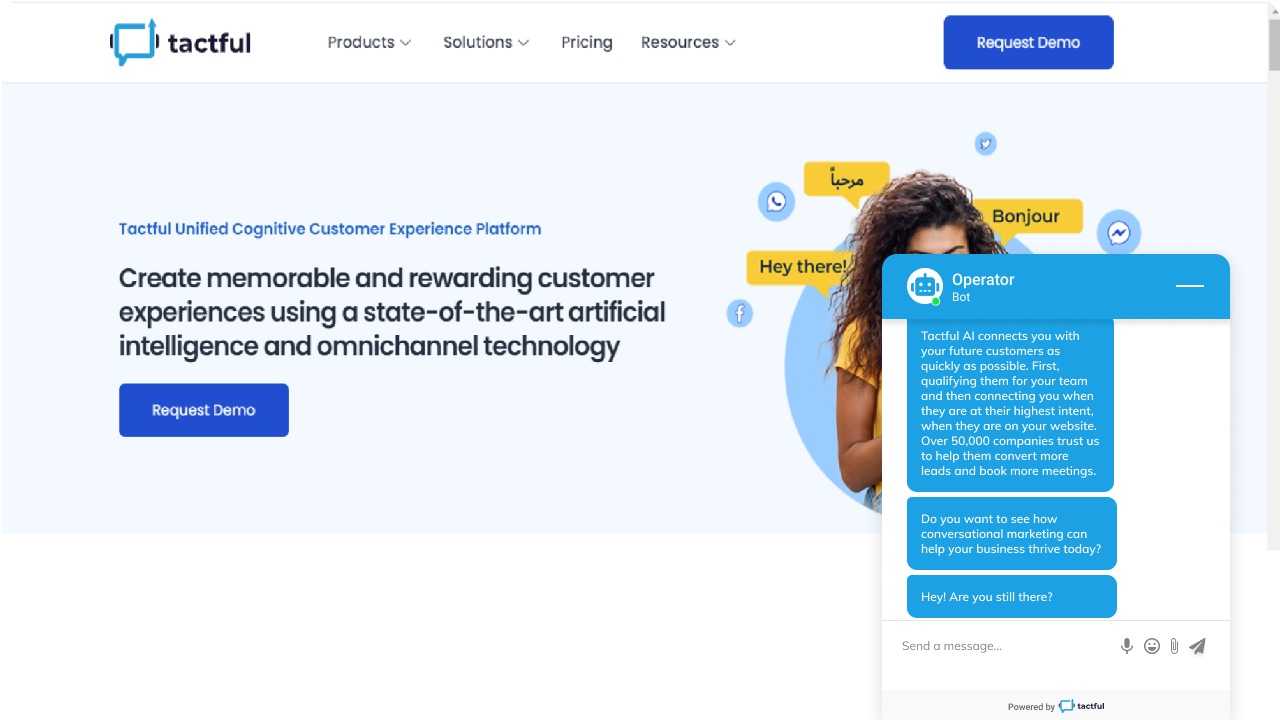 tactful
Products
Solutions
Pricing
Resources
Request Demo
Tactful Unified Cognitive Customer Experience Platform
Create memorable and rewarding customer
experiences using a state-of-the-art artificial
intelligence and omnichannel technology
Request Demo
مرحباً
Bonjour
Hey there!
Operator
Bot
Tactful AI connects you with
your future customers as
quickly as possible. First,
qualifying them for your team
and then connecting you when
they are at their highest intent,
when they are on your website.
Over 50,000 companies trust us
to help them convert more
leads and book more meetings.
Do you want to see how
conversational marketing can
help your business thrive today?
Hey! Are you still there?
Send a message...
Powered by tactful